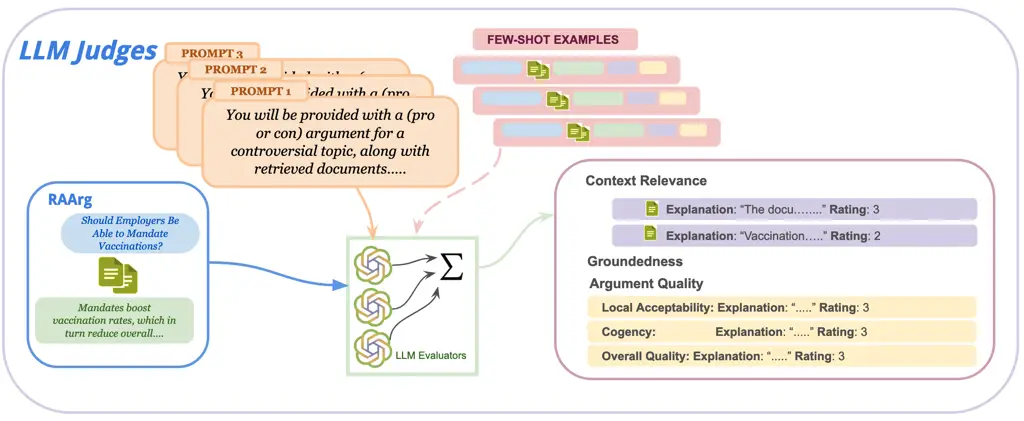 LLM Judges
PROMPT 3
PROMPT 2
PROMPT 1
You will be provided with a (pro
or con) argument for a
controversial topic, along with
retrieved documents.....
FEW-SHOT EXAMPLES
RAArg
Should Employers Be
Able to Mandate
Vaccinations?
Mandates boost
vaccination rates, which in
turn reduce overall....
LLM Evaluators
Σ
Context Relevance
Explanation: “The docu........” Rating: 3
Explanation: “Vaccination…..” Rating: 2
Groundedness
Argument Quality
Local Acceptability: Explanation: “.....” Rating: 3
Cogency: Explanation: “.....” Rating: 3
Overall Quality: Explanation: “.....” Rating: 3